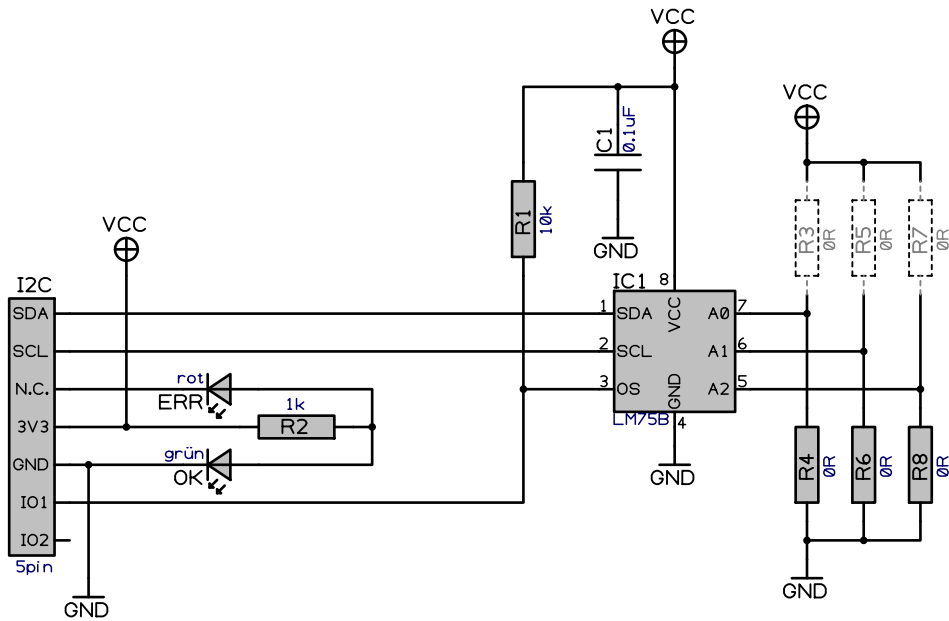 VCC
VCC
C1
0.1uF
R1
10k
R3
0R
R5
0R
R7
0R
VCC
GND
I2C
IC1
8
SDA
1
SDA
VCC
A0
7
SCL
2
SCL
A1
6
N.C.
rot
ERR
3
OS
GND
A2
5
3V3
1k
R2
LM75B
4
GND
grün
OK
GND
R4
0R
R6
0R
R8
0R
IO1
IO2
5pin
GND
GND